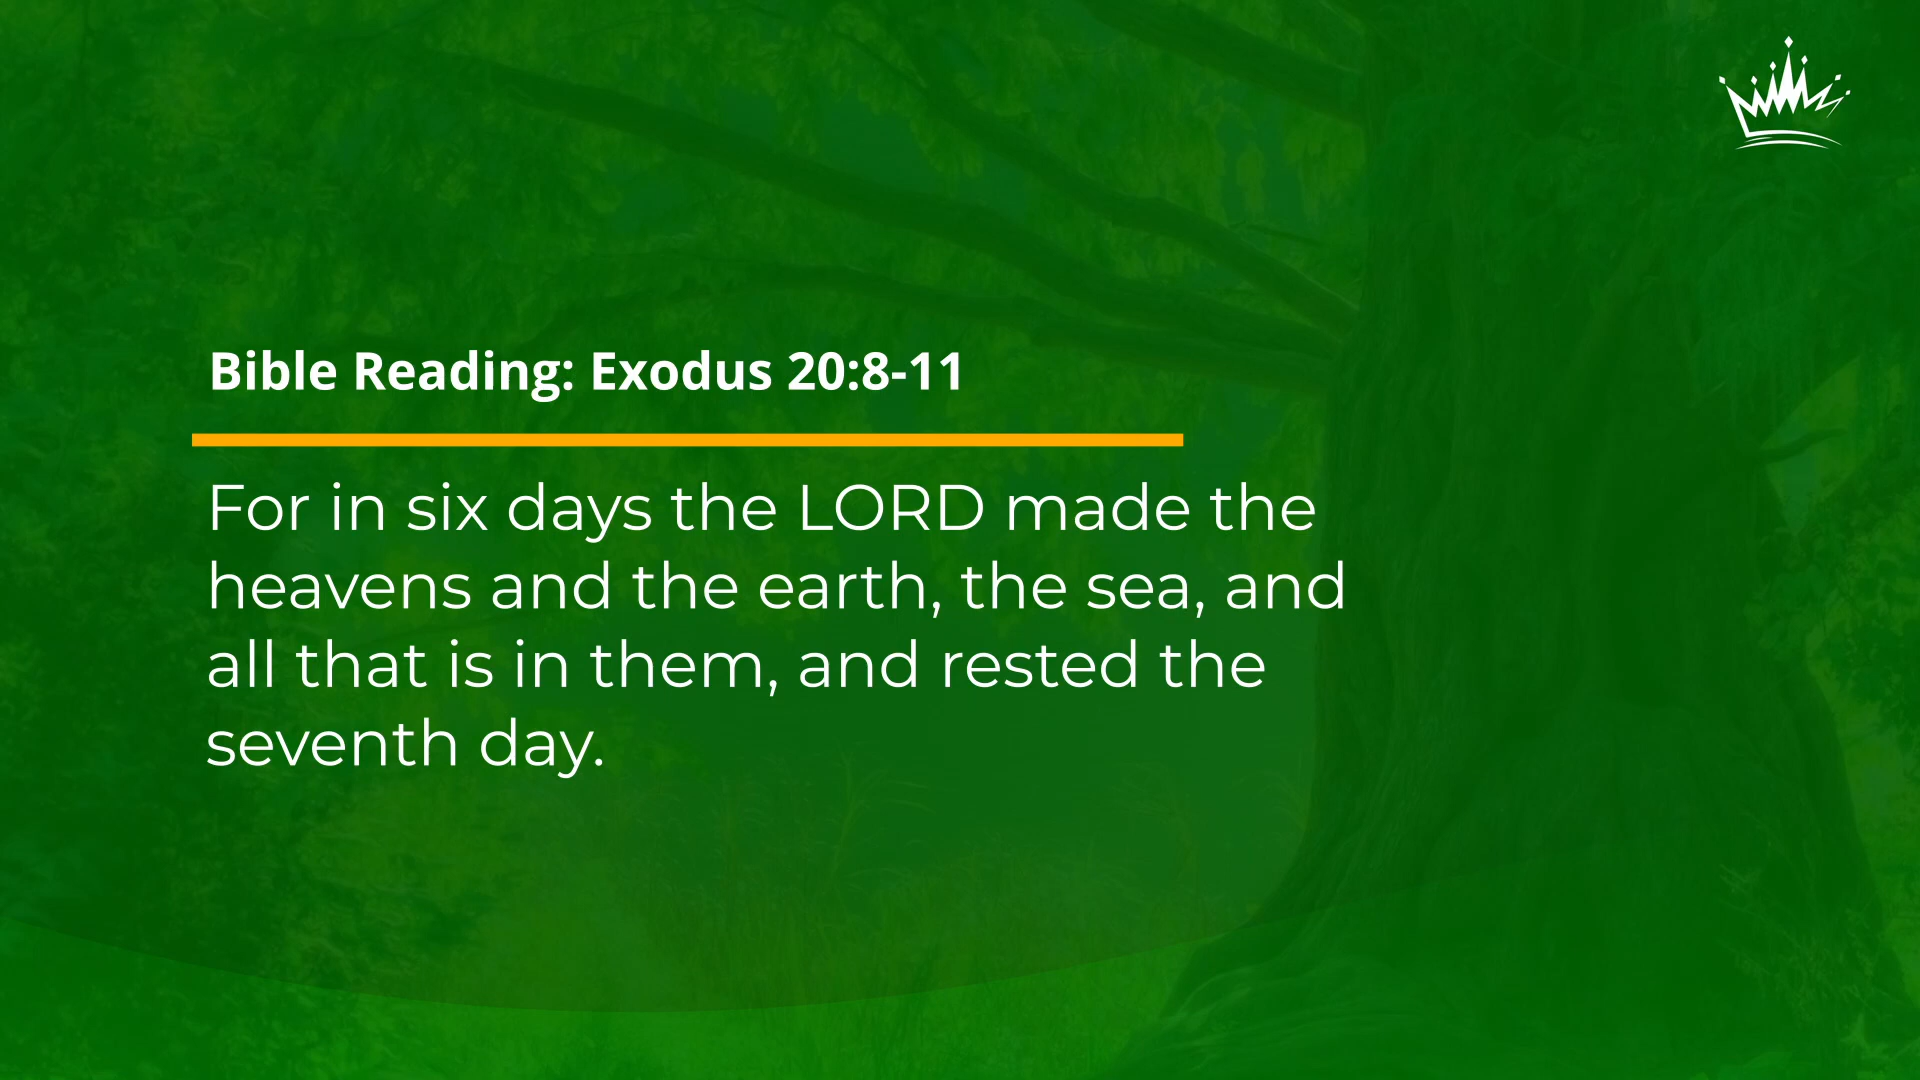 Bible Reading: Exodus 20:8-11
For in six days the LORD made the
heavens and the earth, the sea, and
all that is in them, and rested the
seventh day.